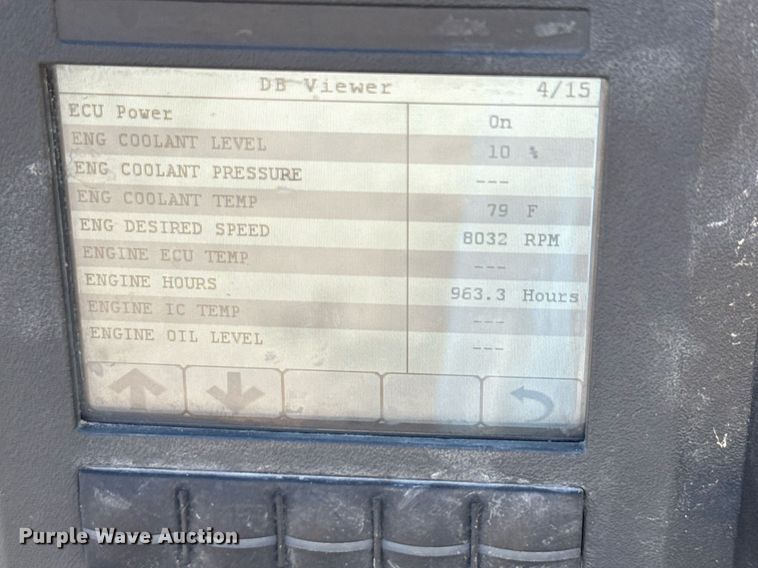 DB Viewer 4/15
ECU Power On
ENG COOLANT LEVEL 10 %
ENG COOLANT PRESSURE ---
ENG COOLANT TEMP 79 F
ENG DESIRED SPEED 8032 RPM
ENGINE ECU TEMP ---
ENGINE HOURS 963.3 Hours
ENGINE IC TEMP ---
ENGINE OIL LEVEL ---
Purple Wave Auction